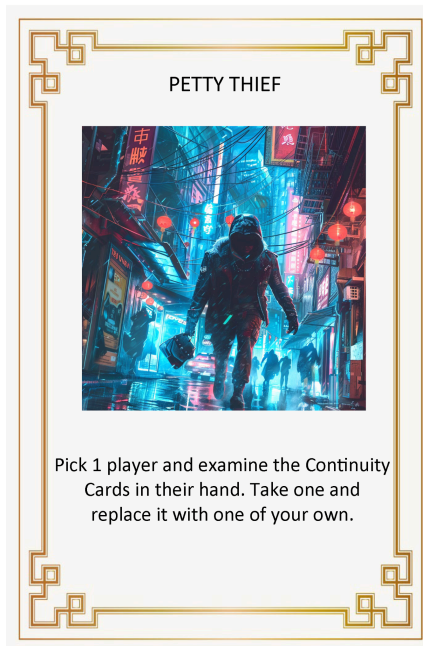 PETTY THIEF
Pick 1 player and examine the Continuity
Cards in their hand. Take one and
replace it with one of your own.